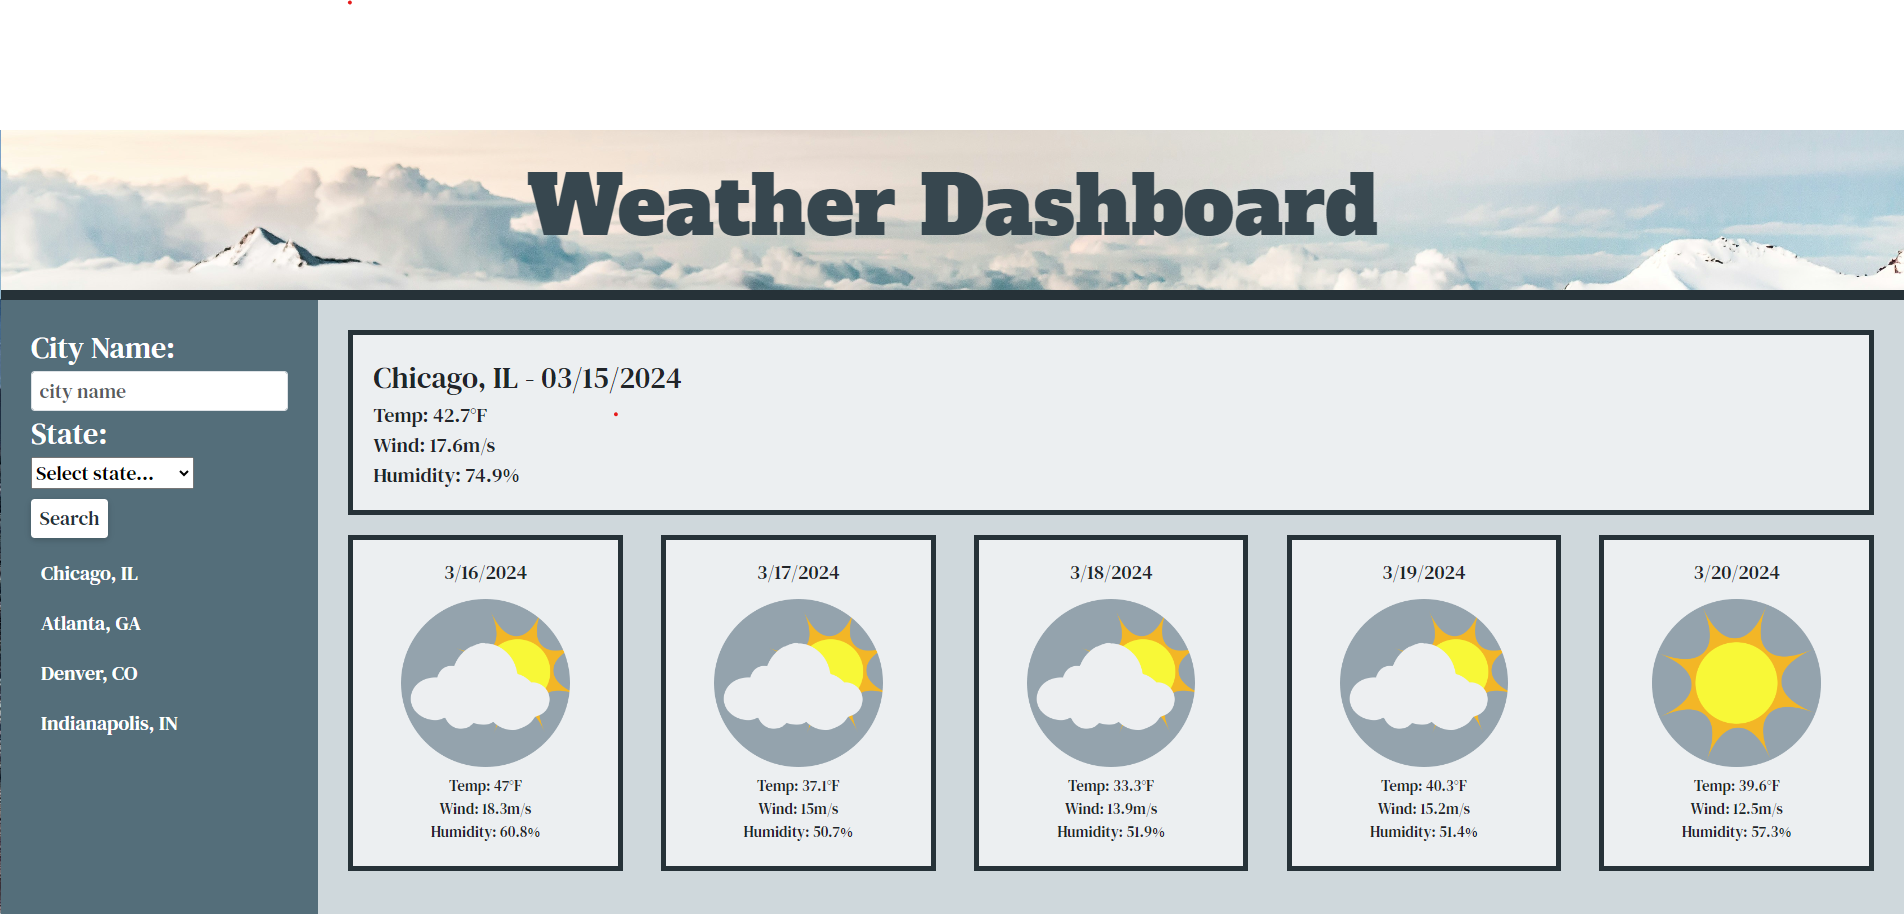 Weather Dashboard
City Name:
city name
State:
Select state...
Search
Chicago, IL
Atlanta, GA
Denver, CO
Indianapolis, IN
Chicago, IL - 03/15/2024
Temp: 42.7°F
Wind: 17.6m/s
Humidity: 74.9%
3/16/2024
Temp: 47°F
Wind: 18.3m/s
Humidity: 60.8%
3/17/2024
Temp: 37.1°F
Wind: 15m/s
Humidity: 50.7%
3/18/2024
Temp: 33.3°F
Wind: 13.9m/s
Humidity: 51.9%
3/19/2024
Temp: 40.3°F
Wind: 15.2m/s
Humidity: 51.4%
3/20/2024
Temp: 39.6°F
Wind: 12.5m/s
Humidity: 57.3%